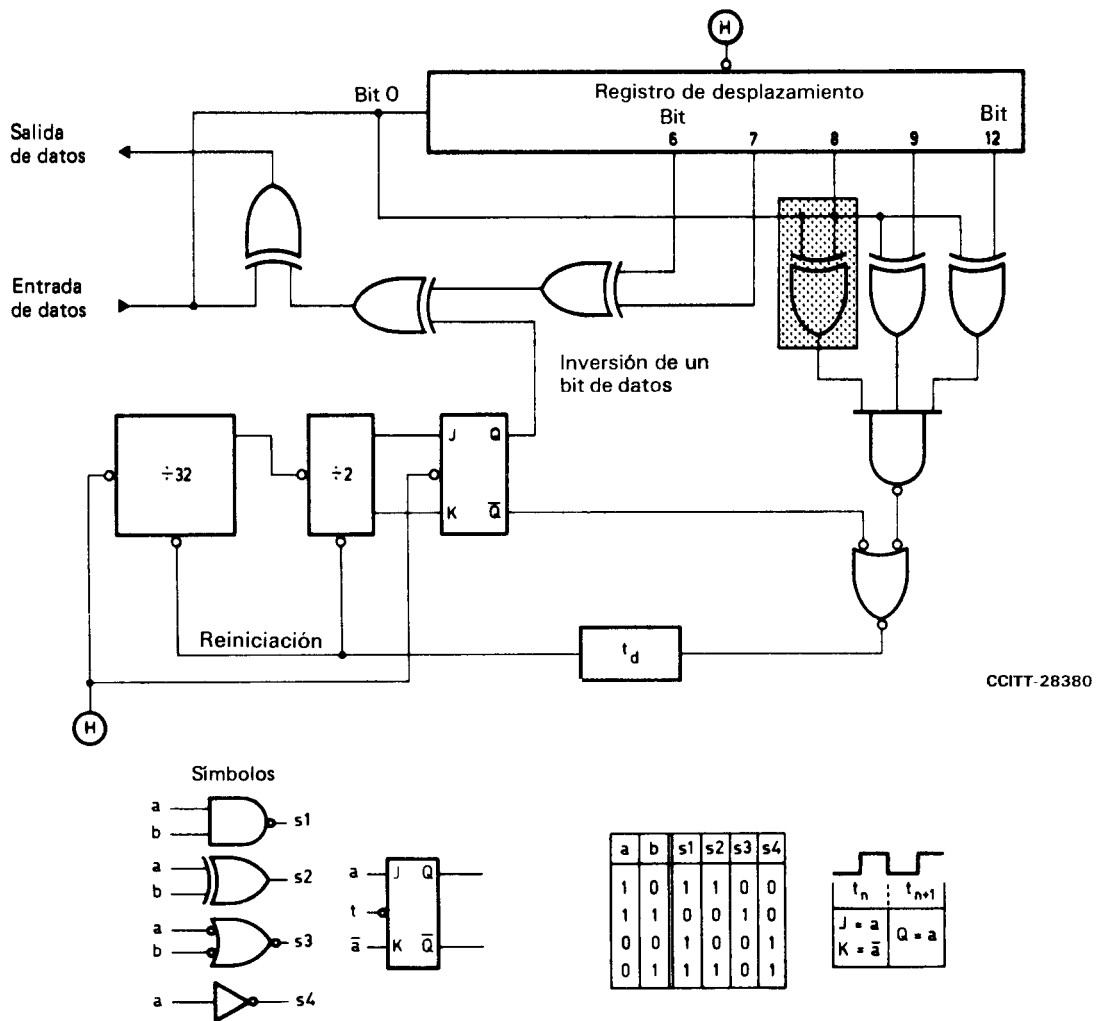 H
Registro de desplazamiento
Bit 0
Bit
Bit
6 7 8 9 12
Salida
de datos
Entrada
de datos
Inversión de un
bit de datos
÷32
÷2
J Q
K Q̅
Reiniciación
t_d
CCITT-28380
H
Símbolos
a
b
s1
a
b
s2
a
b
s3
a
s4
a J Q
t
a̅ K Q̅
a b s1 s2 s3 s4
1 0 1 1 0 0
1 1 0 0 1 0
0 0 1 0 0 1
0 1 1 1 0 1
t_n t_n+1
J = a
K = a̅
Q = a